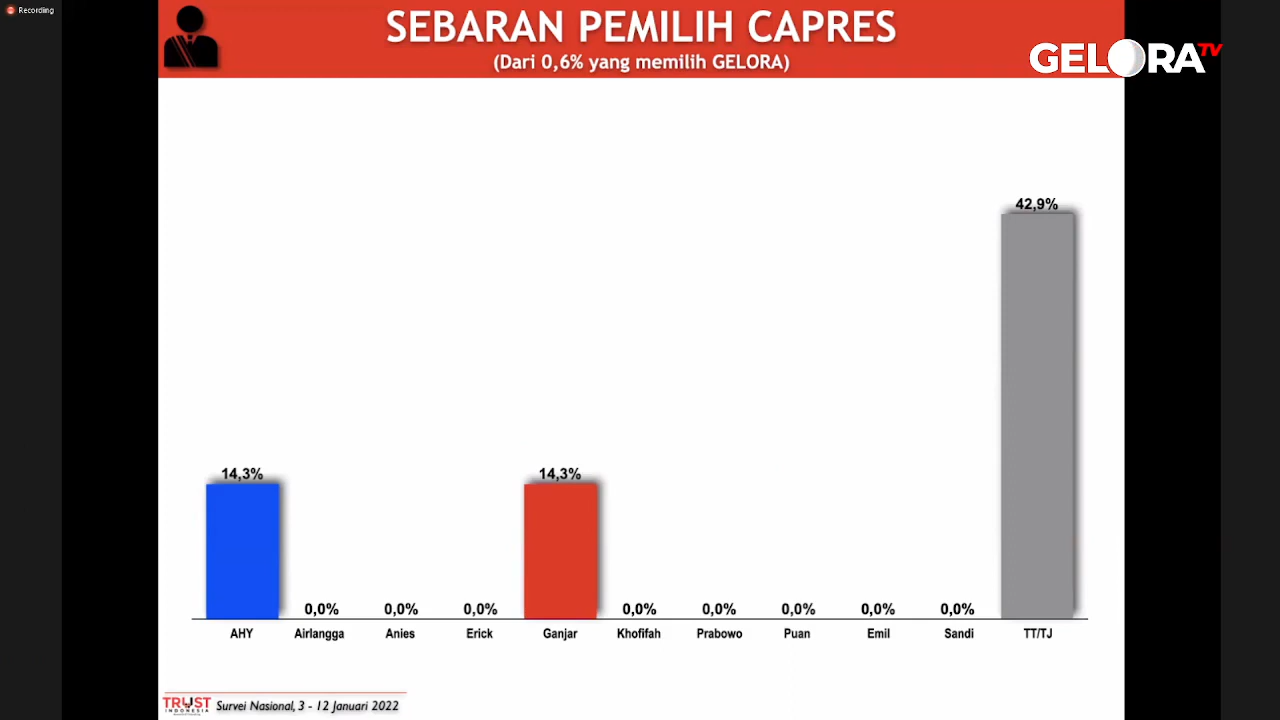 Recording
SEBARAN PEMILIH CAPRES
(Dari 0,6% yang memilih GELORA)
GELORA TV
42,9%
14,3%
14,3%
0,0% 0,0% 0,0% 0,0% 0,0% 0,0% 0,0% 0,0%
AHY Airlangga Anies Erick Ganjar Khofifah Prabowo Puan Emil Sandi TT/TJ
TRUST
INDONESIA
Survei Nasional, 3 - 12 Januari 2022